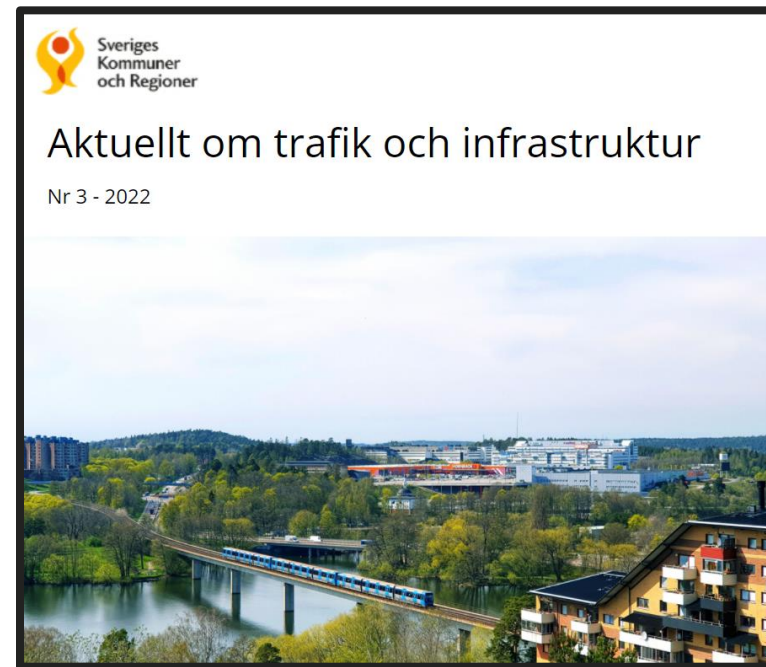 Sveriges
Kommuner
och Regioner
Aktuellt om trafik och infrastruktur
Nr 3 - 2022